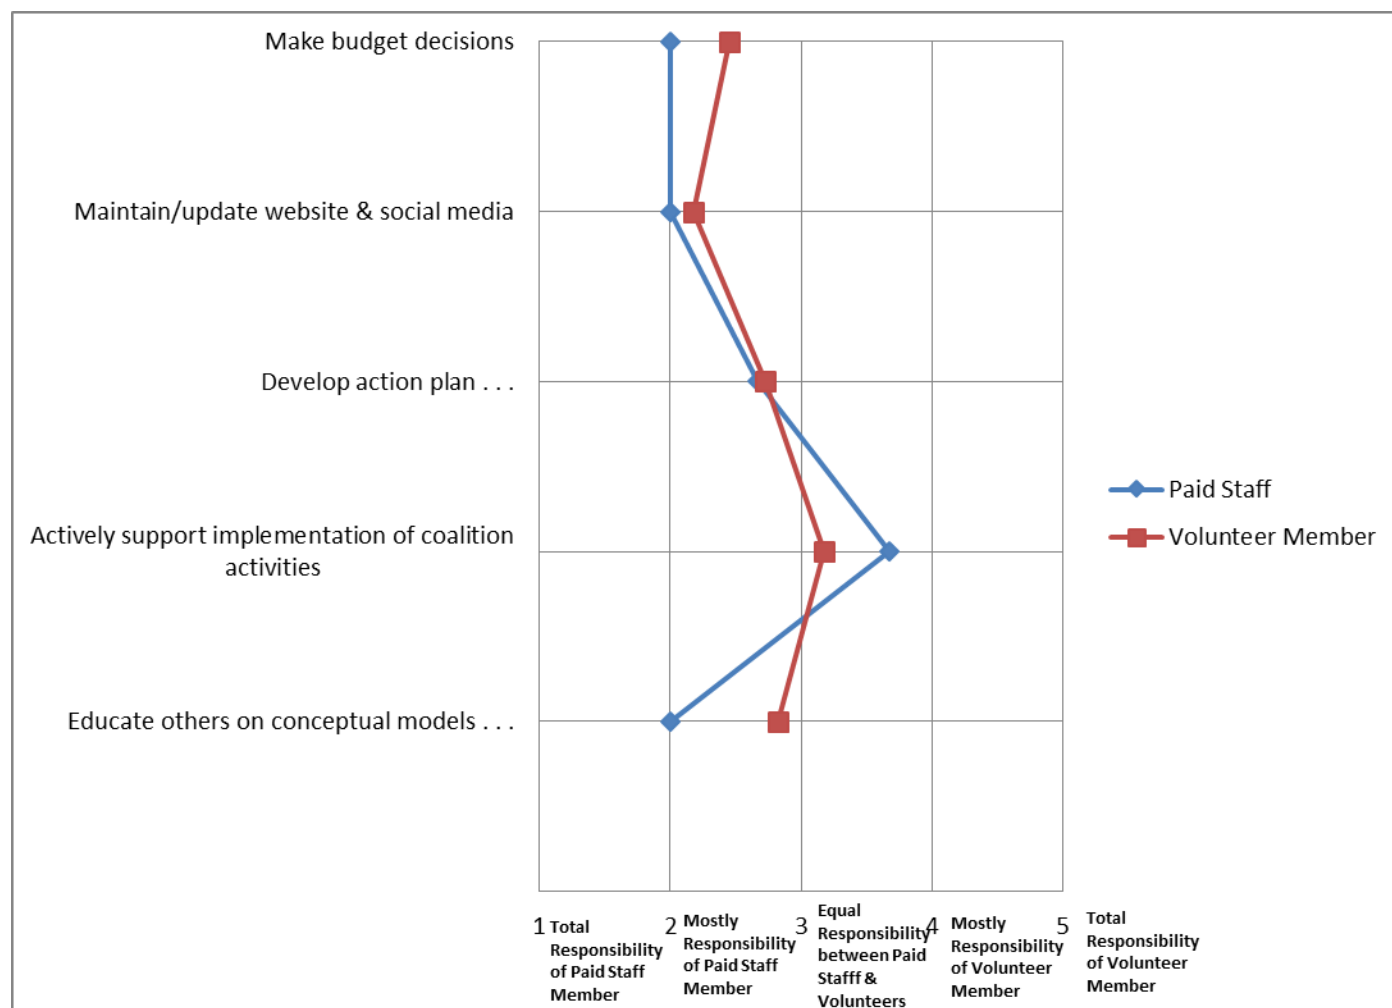 Make budget decisions
Maintain/update website & social media
Develop action plan . . .
Actively support implementation of coalition
activities
Educate others on conceptual models . . .
Paid Staff
Volunteer Member
1
Total
Responsibility
of Paid Staff
Member
2
Mostly
Responsibility
of Paid Staff
Member
3
Equal
Responsibility
between Paid
Stafff &
Volunteers
4
Mostly
Responsibility
of Volunteer
Member
5
Total
Responsibility
of Volunteer
Member